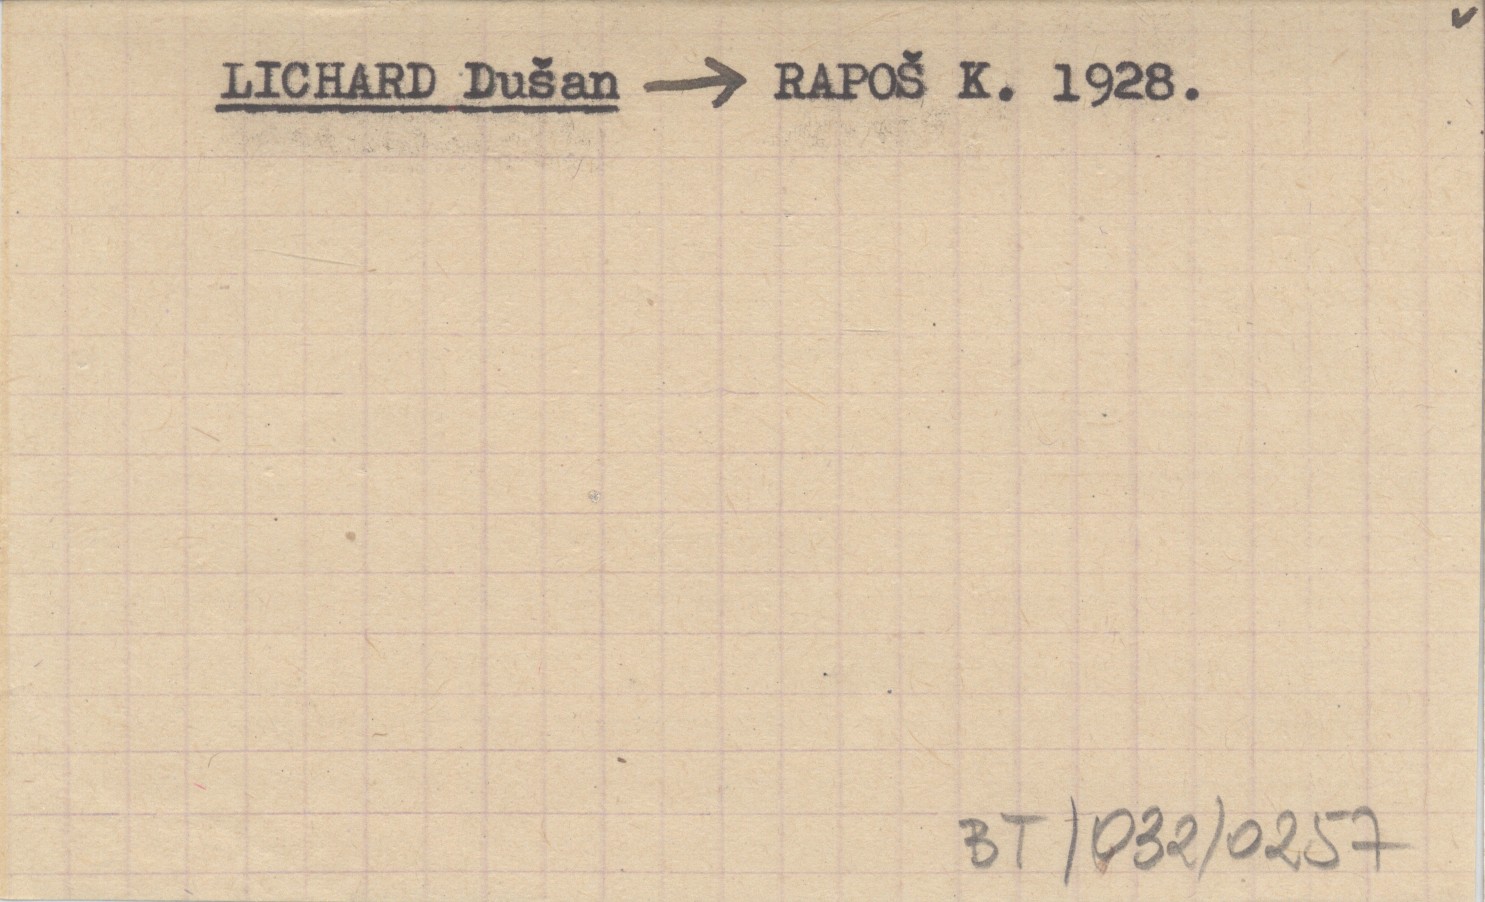 LICHARD Dušan → RAPOŠ K. 1928.
BT/032/0257